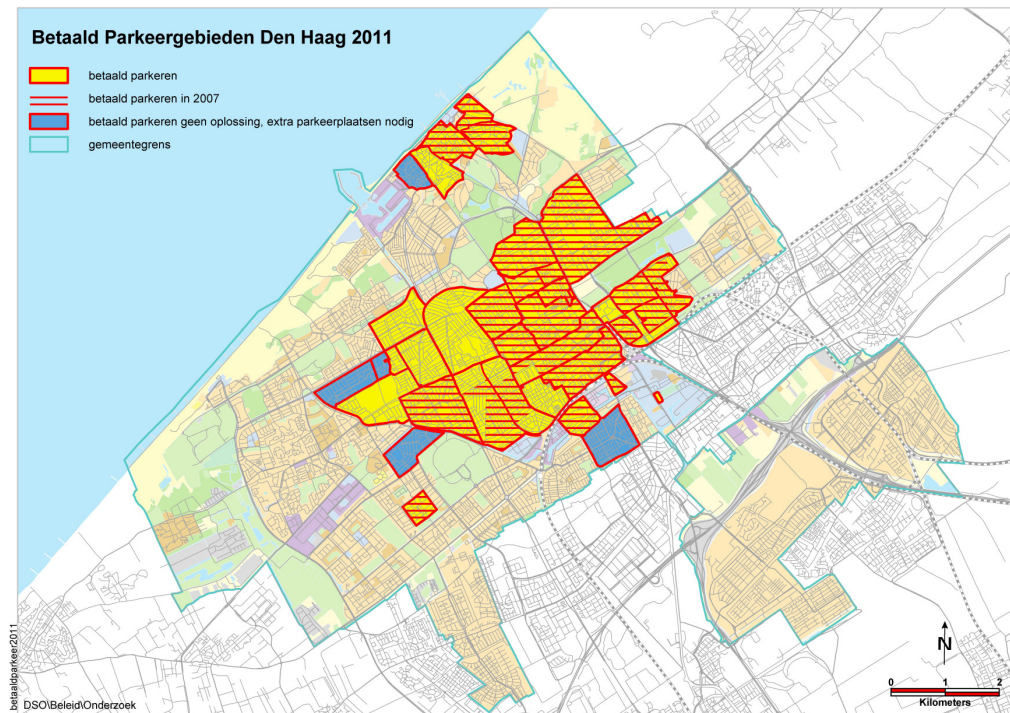 Betaald Parkeergebieden Den Haag 2011
betaald parkeren
betaald parkeren in 2007
betaald parkeren geen oplossing, extra parkeerplaatsen nodig
gemeentegrens
betaaldparkeer2011
DSO\Beleid\Onderzoek
N
0 1 2
Kilometers